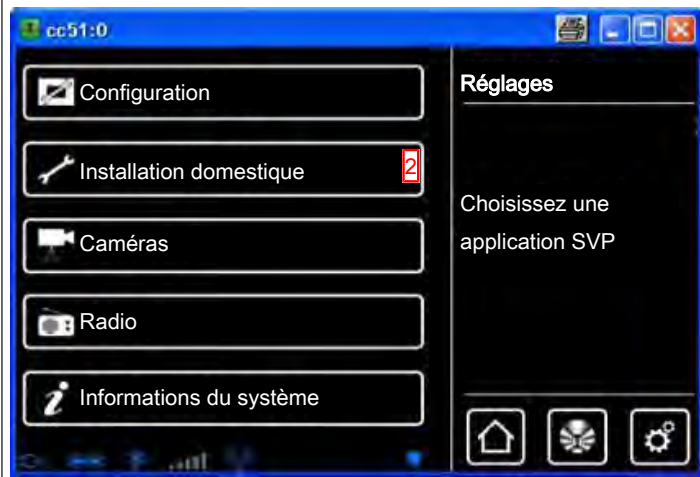 cc51:0
Configuration
Installation domestique 2
Caméras
Radio
Informations du système
Réglages
Choisissez une
application SVP